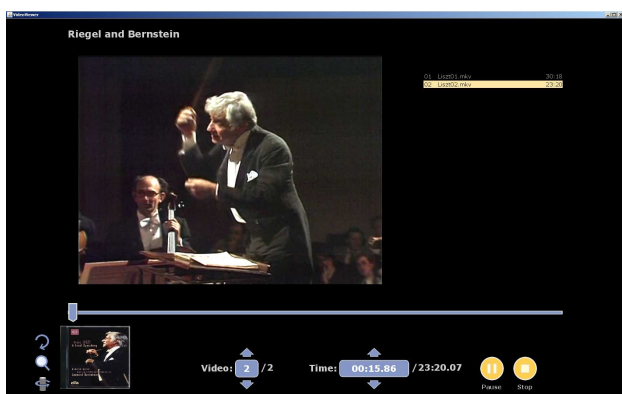 VideoViewer
Riegel and Bernstein
01 Liszt01.mkv 30:18
02 Liszt02.mkv 23:20
Video: 2 /2
Time: 00:15.86 /23:20.07
Pause
Stop